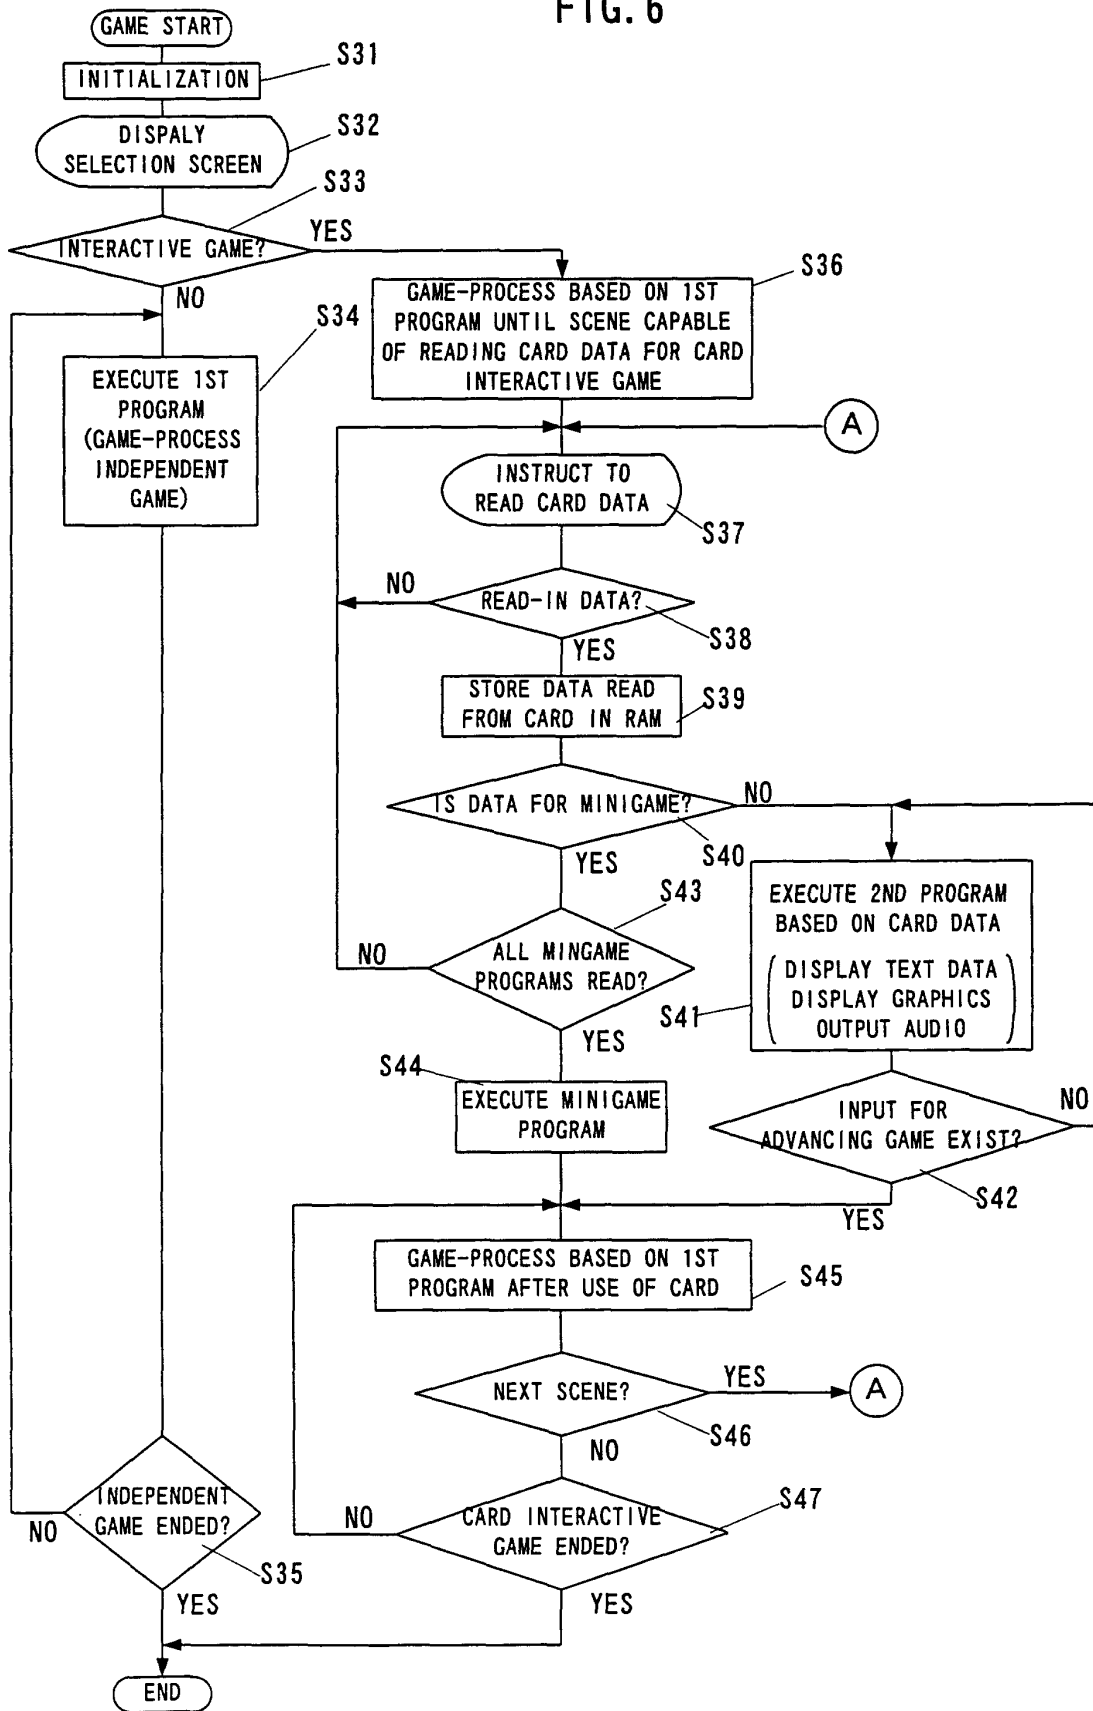 FIG. 6
GAME START
S31
INITIALIZATION
S32
DISPALY
SELECTION SCREEN
S33
INTERACTIVE GAME?
YES
NO
S34
EXECUTE 1ST
PROGRAM
(GAME-PROCESS
INDEPENDENT
GAME)
S36
GAME-PROCESS BASED ON 1ST
PROGRAM UNTIL SCENE CAPABLE
OF READING CARD DATA FOR CARD
INTERACTIVE GAME
A
INSTRUCT TO
READ CARD DATA
S37
NO
READ-IN DATA?
S38
YES
STORE DATA READ
FROM CARD IN RAM
S39
IS DATA FOR MINIGAME?
NO
S40
YES
S43
ALL MINGAME
PROGRAMS READ?
NO
YES
EXECUTE 2ND PROGRAM
BASED ON CARD DATA
(DISPLAY TEXT DATA
DISPLAY GRAPHICS
OUTPUT AUDIO)
S41
S44
EXECUTE MINIGAME
PROGRAM
INPUT FOR
ADVANCING GAME EXIST?
NO
S42
YES
GAME-PROCESS BASED ON 1ST
PROGRAM AFTER USE OF CARD
S45
NEXT SCENE?
YES
A
S46
NO
CARD INTERACTIVE
GAME ENDED?
S47
NO
YES
INDEPENDENT
GAME ENDED?
NO
S35
YES
END